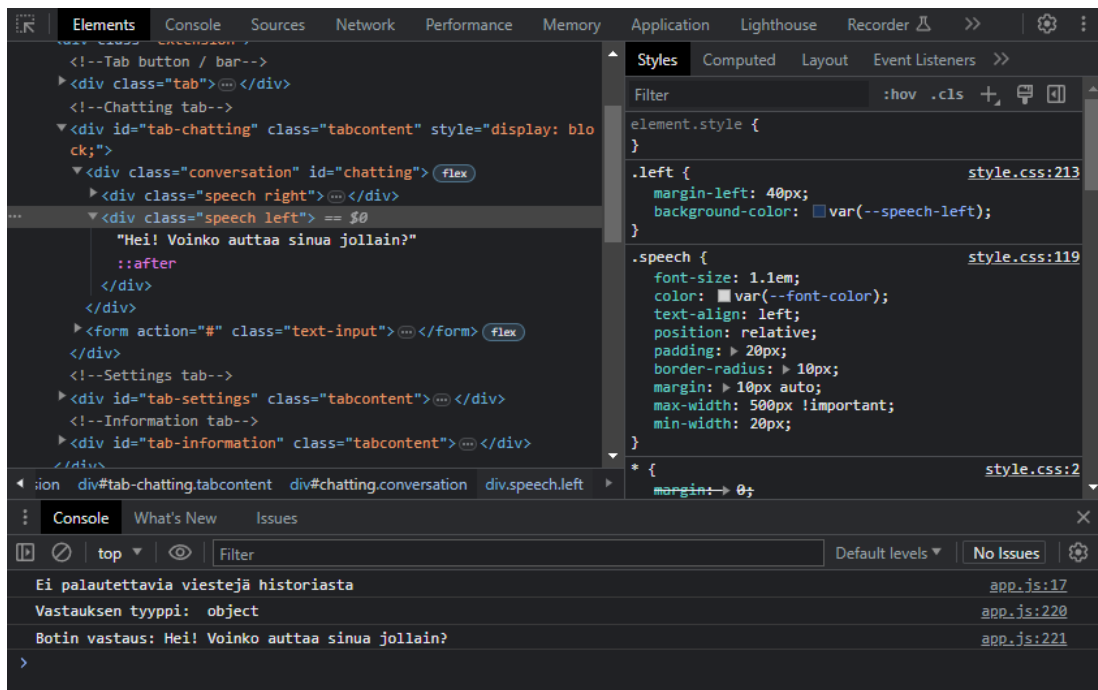 Elements Console Sources Network Performance Memory Application Lighthouse Recorder
<!--Tab button / bar-->
<div class="tab">…</div>
<!--Chatting tab-->
<div id="tab-chatting" class="tabcontent" style="display: blo
ck;">
<div class="conversation" id="chatting"> flex
<div class="speech right">…</div>
<div class="speech left"> == $0
"Hei! Voinko auttaa sinua jollain?"
::after
</div>
</div>
<form action="#" class="text-input">…</form> flex
</div>
<!--Settings tab-->
<div id="tab-settings" class="tabcontent">…</div>
<!--Information tab-->
<div id="tab-information" class="tabcontent">…</div>
</div>
sion div#tab-chatting.tabcontent div#chatting.conversation div.speech.left
Styles Computed Layout Event Listeners
Filter :hov .cls
element.style {
}
.left { style.css:213
margin-left: 40px;
background-color: var(--speech-left);
}
.speech { style.css:119
font-size: 1.1em;
color: var(--font-color);
text-align: left;
position: relative;
padding: 20px;
border-radius: 10px;
margin: 10px auto;
max-width: 500px !important;
min-width: 20px;
}
* { style.css:2
margin: 0;
Console What's New Issues
top Filter Default levels No Issues
Ei palautettavia viestejä historiasta app.js:17
Vastauksen tyyppi: object app.js:220
Botin vastaus: Hei! Voinko auttaa sinua jollain? app.js:221